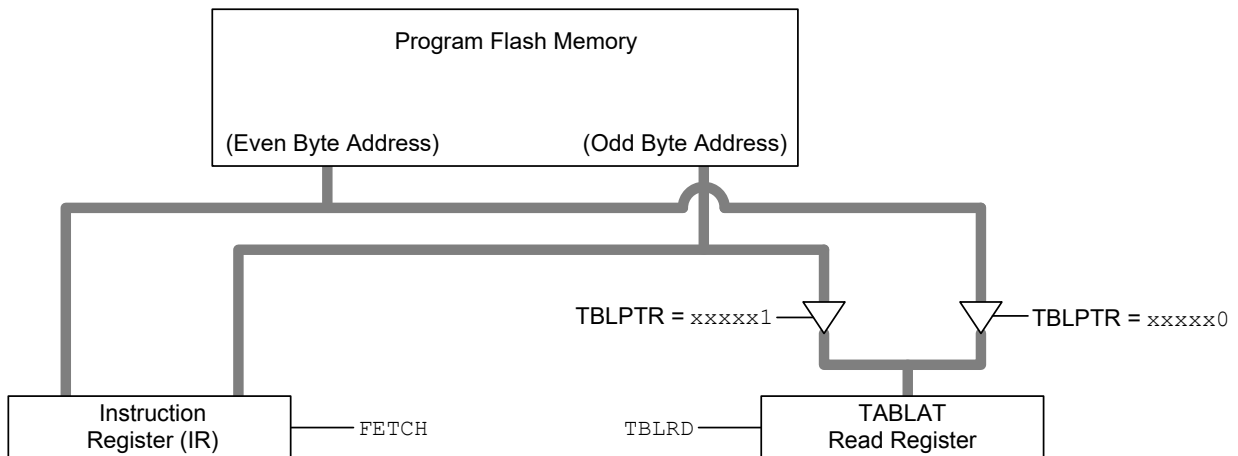 Program Flash Memory
(Even Byte Address) (Odd Byte Address)
TBLPTR = xxxxx1 TBLPTR = xxxxx0
Instruction
Register (IR)
FETCH
TBLRD
TABLAT
Read Register